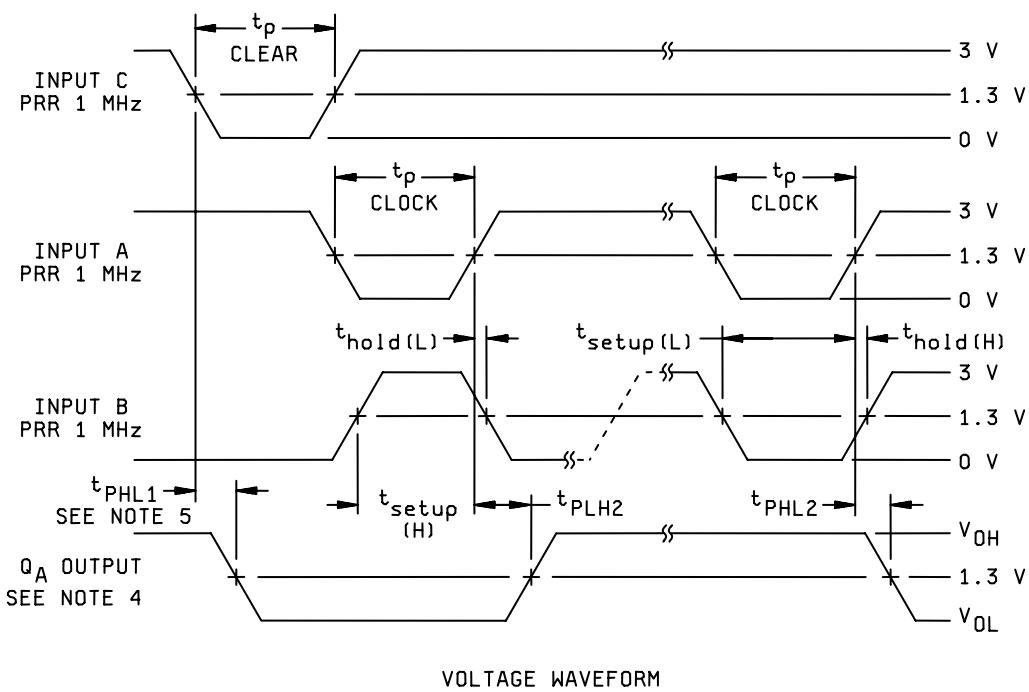 tp
CLEAR
INPUT C
PRR 1 MHz
3 V
1.3 V
0 V
tp
CLOCK
tp
CLOCK
INPUT A
PRR 1 MHz
3 V
1.3 V
0 V
thold(L)
tsetup(L)
thold(H)
INPUT B
PRR 1 MHz
3 V
1.3 V
0 V
tPHL1
SEE NOTE 5
tsetup
(H)
tPLH2
tPHL2
QA OUTPUT
SEE NOTE 4
VOH
1.3 V
VOL
VOLTAGE WAVEFORM